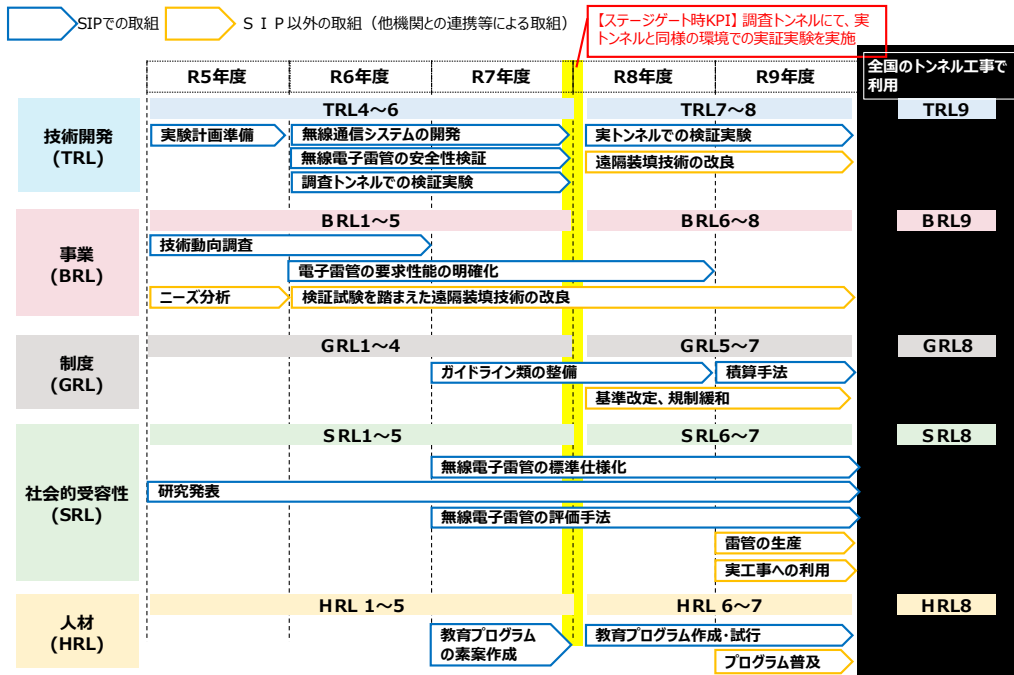 SIPでの取組
ＳＩＰ以外の取組（他機関との連携等による取組）
【ステージゲート時KPI】調査トンネルにて、実
トンネルと同様の環境での実証実験を実施
R5年度
R6年度
R7年度
R8年度
R9年度
全国のトンネル工事で
利用
技術開発
(TRL)
TRL4～6
TRL7～8
TRL9
実験計画準備
無線通信システムの開発
実トンネルでの検証実験
無線電子雷管の安全性検証
遠隔装填技術の改良
調査トンネルでの検証実験
事業
(BRL)
BRL1～5
BRL6～8
BRL9
技術動向調査
電子雷管の要求性能の明確化
ニーズ分析
検証試験を踏まえた遠隔装填技術の改良
制度
(GRL)
GRL1～4
GRL5～7
GRL8
ガイドライン類の整備
積算手法
基準改定、規制緩和
社会的受容性
(SRL)
SRL1～5
SRL6～7
SRL8
無線電子雷管の標準仕様化
研究発表
無線電子雷管の評価手法
雷管の生産
実工事への利用
人材
(HRL)
HRL 1～5
HRL 6～7
HRL8
教育プログラム
の素案作成
教育プログラム作成・試行
プログラム普及